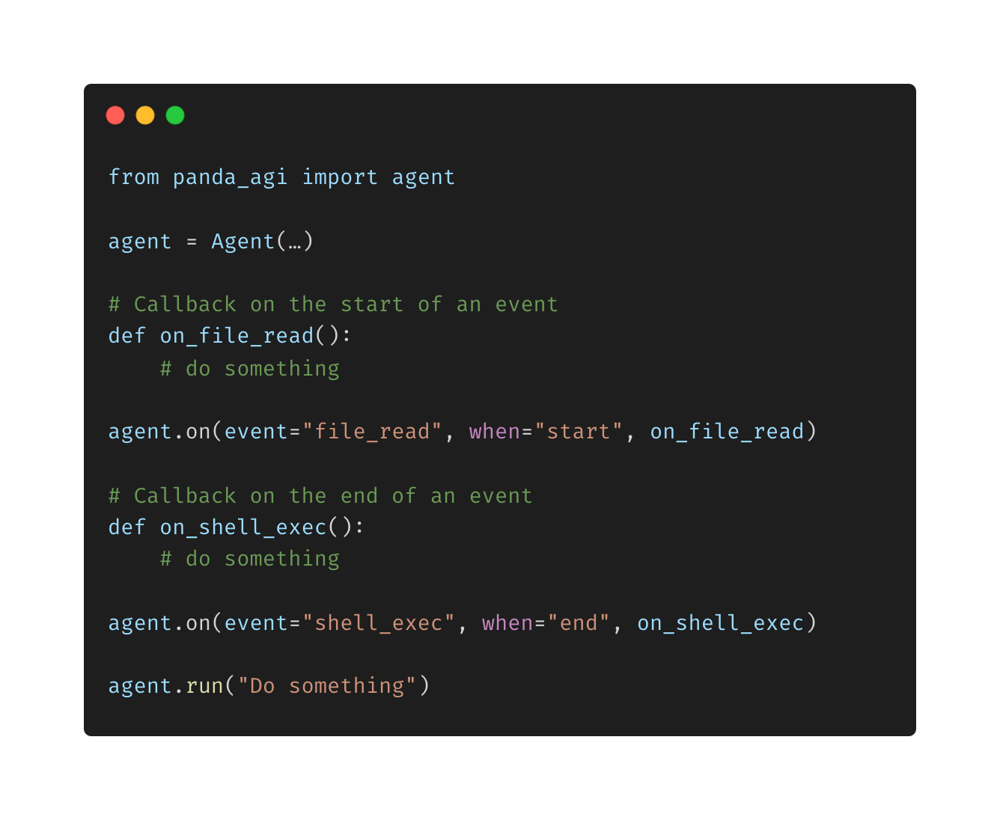 from panda_agi import agent
agent = Agent(…)
# Callback on the start of an event
def on_file_read():
    # do something
agent.on(event="file_read", when="start", on_file_read)
# Callback on the end of an event
def on_shell_exec():
    # do something
agent.on(event="shell_exec", when="end", on_shell_exec)
agent.run("Do something")